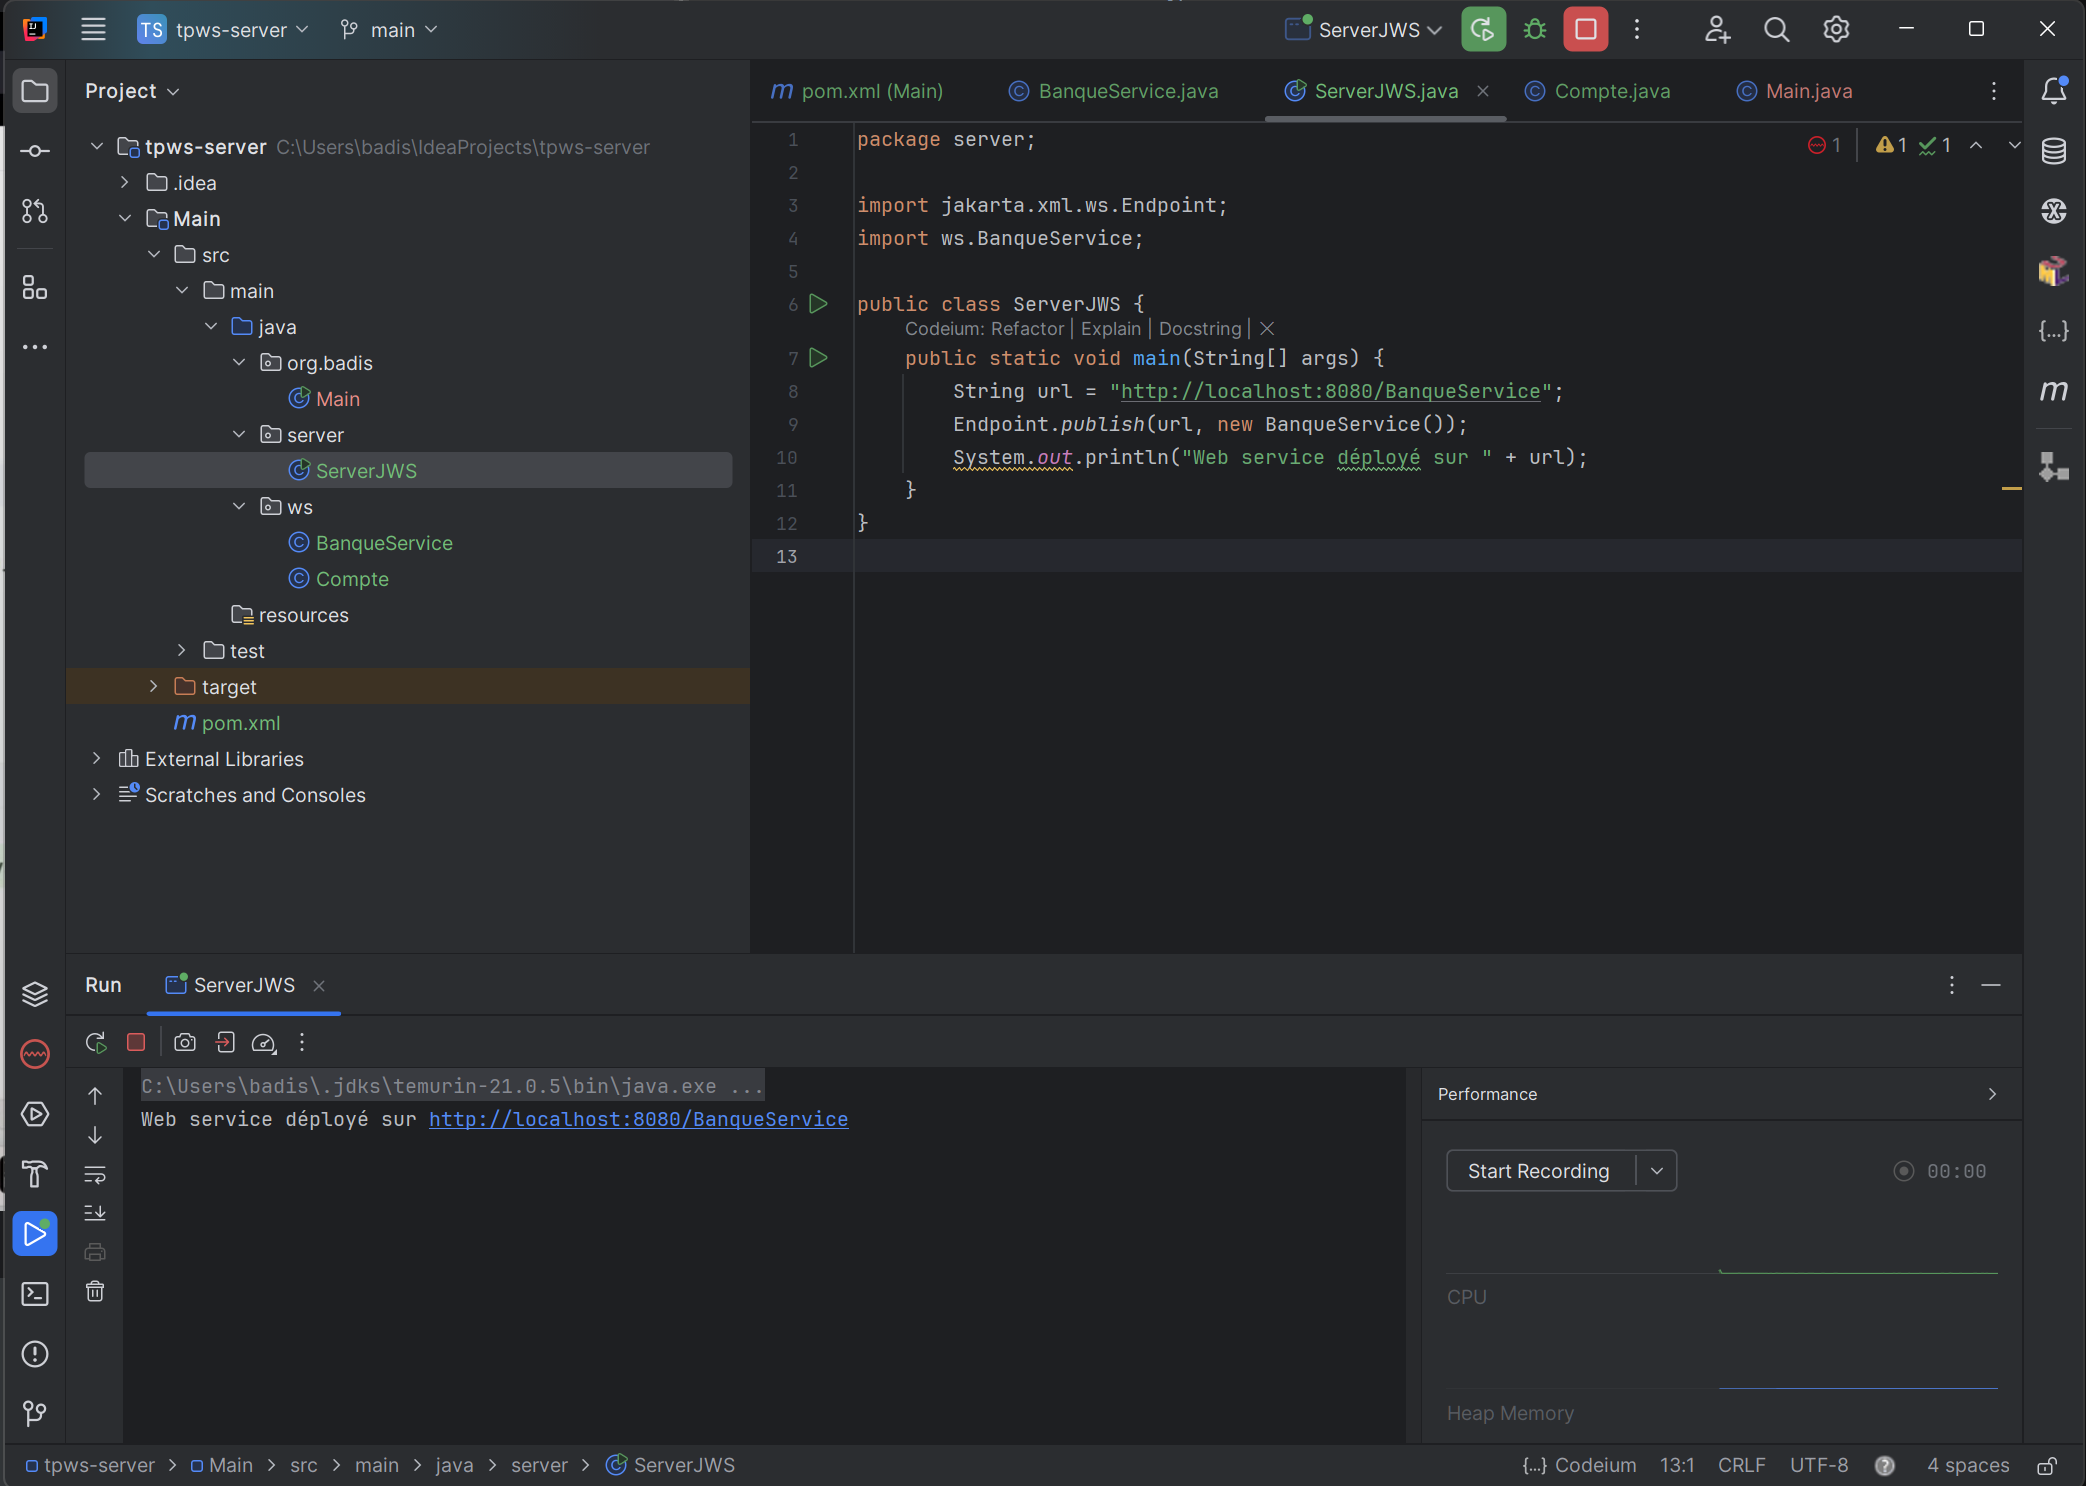 TS tpws-server main ServerJWS
Project
tpws-server C:\Users\badis\IdeaProjects\tpws-server
.idea
Main
src
main
java
org.badis
Main
server
ServerJWS
ws
BanqueService
Compte
resources
test
target
m pom.xml
External Libraries
Scratches and Consoles
m pom.xml (Main) BanqueService.java ServerJWS.java Compte.java Main.java
1 1 1
1 package server;
2
3 import jakarta.xml.ws.Endpoint;
4 import ws.BanqueService;
5
6 public class ServerJWS {
Codeium: Refactor | Explain | Docstring |
7 public static void main(String[] args) {
8 String url = "http://localhost:8080/BanqueService";
9 Endpoint.publish(url, new BanqueService());
10 System.out.println("Web service déployé sur " + url);
11 }
12 }
13
Run ServerJWS
C:\Users\badis\.jdks\temurin-21.0.5\bin\java.exe ...
Web service déployé sur http://localhost:8080/BanqueService
Performance
Start Recording 00:00
CPU
Heap Memory
tpws-server > Main > src > main > java > server > ServerJWS
{...} Codeium 13:1 CRLF UTF-8 4 spaces